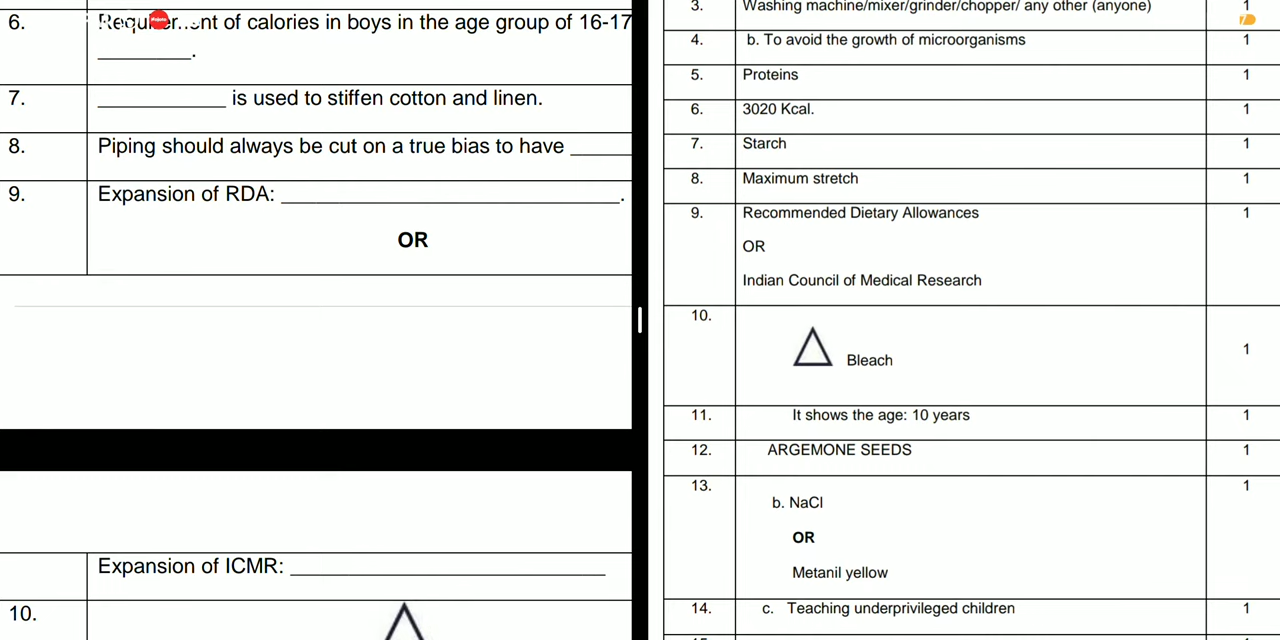 6. Requirement of calories in boys in the age group of 16-17
__________.
7. ____________ is used to stiffen cotton and linen.
8. Piping should always be cut on a true bias to have ______
9. Expansion of RDA: ________________________________.
OR
Expansion of ICMR: ______________________________
10.
3. Washing machine/mixer/grinder/chopper/ any other (anyone) 1
4. b. To avoid the growth of microorganisms 1
5. Proteins 1
6. 3020 Kcal. 1
7. Starch 1
8. Maximum stretch 1
9. Recommended Dietary Allowances 1
OR
Indian Council of Medical Research
10. Bleach 1
11. It shows the age: 10 years 1
12. ARGEMONE SEEDS 1
13. b. NaCl 1
OR
Metanil yellow
14. c. Teaching underprivileged children 1